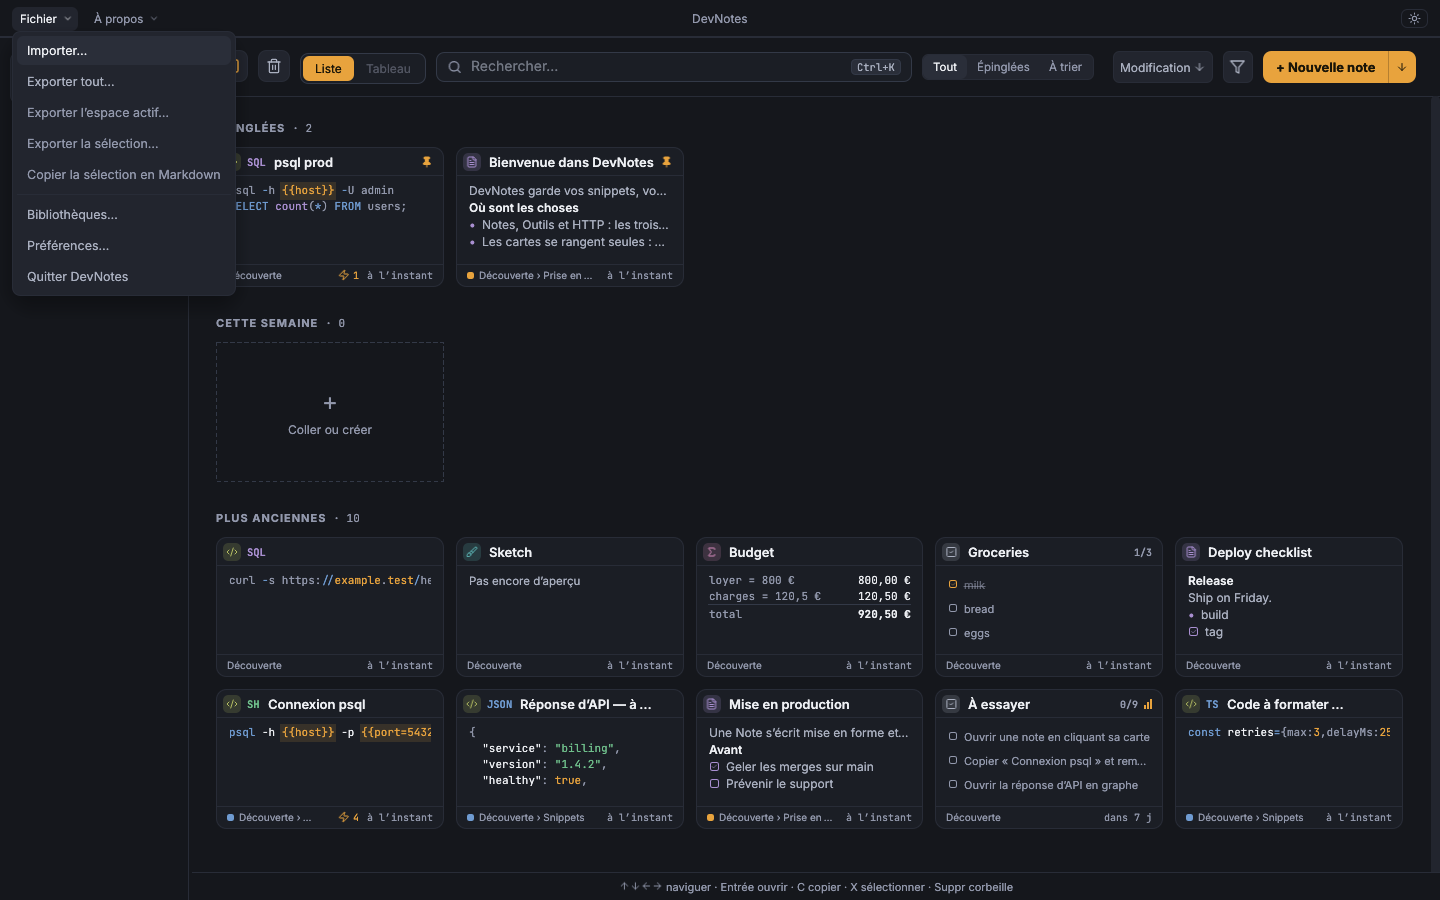 Fichier
À propos
DevNotes
Importer...
Exporter tout...
Exporter l'espace actif...
Exporter la sélection...
Copier la sélection en Markdown
Bibliothèques...
Préférences...
Quitter DevNotes
Liste
Tableau
Rechercher...
Ctrl+K
Tout
Épinglées
À trier
Modification ↓
+ Nouvelle note
↓
NGLÉES · 2
SQL psql prod
sql -h {{host}} -U admin
ELECT count(*) FROM users;
écouverte
1 à l'instant
Bienvenue dans DevNotes
DevNotes garde vos snippets, vo...
Où sont les choses
• Notes, Outils et HTTP : les trois...
• Les cartes se rangent seules : ...
Découverte › Prise en ...
à l'instant
CETTE SEMAINE · 0
+
Coller ou créer
PLUS ANCIENNES · 10
SQL
curl -s https://example.test/he
Découverte
à l'instant
Sketch
Pas encore d'aperçu
Découverte
à l'instant
Budget
loyer = 800 € 800,00 €
charges = 120,5 € 120,50 €
total 920,50 €
Découverte
à l'instant
Groceries 1/3
milk
bread
eggs
Découverte
à l'instant
Deploy checklist
Release
Ship on Friday.
• build
tag
Découverte
à l'instant
SH Connexion psql
psql -h {{host}} -p {{port=5432
Découverte › ...
4 à l'instant
JSON Réponse d'API — à ...
{
"service": "billing",
"version": "1.4.2",
"healthy": true,
Découverte › Snippets
à l'instant
Mise en production
Une Note s'écrit mise en forme et...
Avant
Geler les merges sur main
Prévenir le support
Découverte › Prise en ...
à l'instant
À essayer 0/9
Ouvrir une note en cliquant sa carte
Copier « Connexion psql » et rem...
Ouvrir la réponse d'API en graphe
Découverte
dans 7 j
TS Code à formater ...
const retries={max:3,delayMs:25
Découverte › Snippets
à l'instant
↑↓←→ naviguer · Entrée ouvrir · C copier · X sélectionner · Suppr corbeille